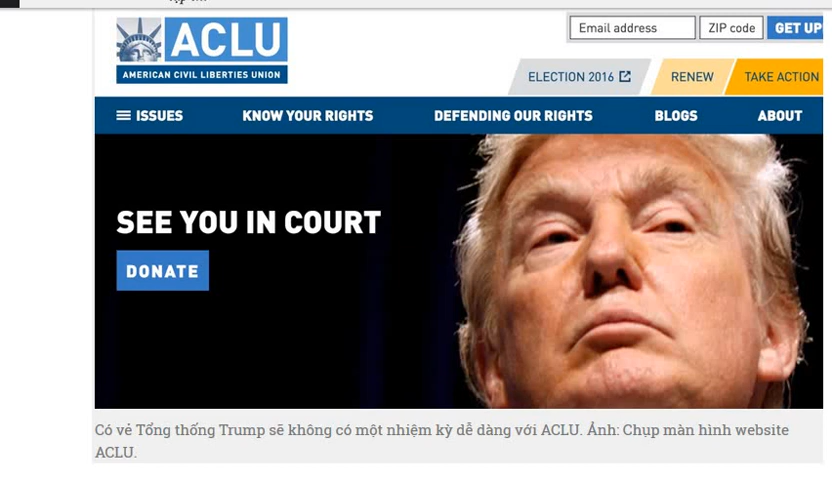 ACLU
AMERICAN CIVIL LIBERTIES UNION
Email address
ZIP code
GET UP
ELECTION 2016
RENEW
TAKE ACTION
ISSUES
KNOW YOUR RIGHTS
DEFENDING OUR RIGHTS
BLOGS
ABOUT
SEE YOU IN COURT
DONATE
Có vẻ Tổng thống Trump sẽ không có một nhiệm kỳ dễ dàng với ACLU. Ảnh: Chụp màn hình website
ACLU.